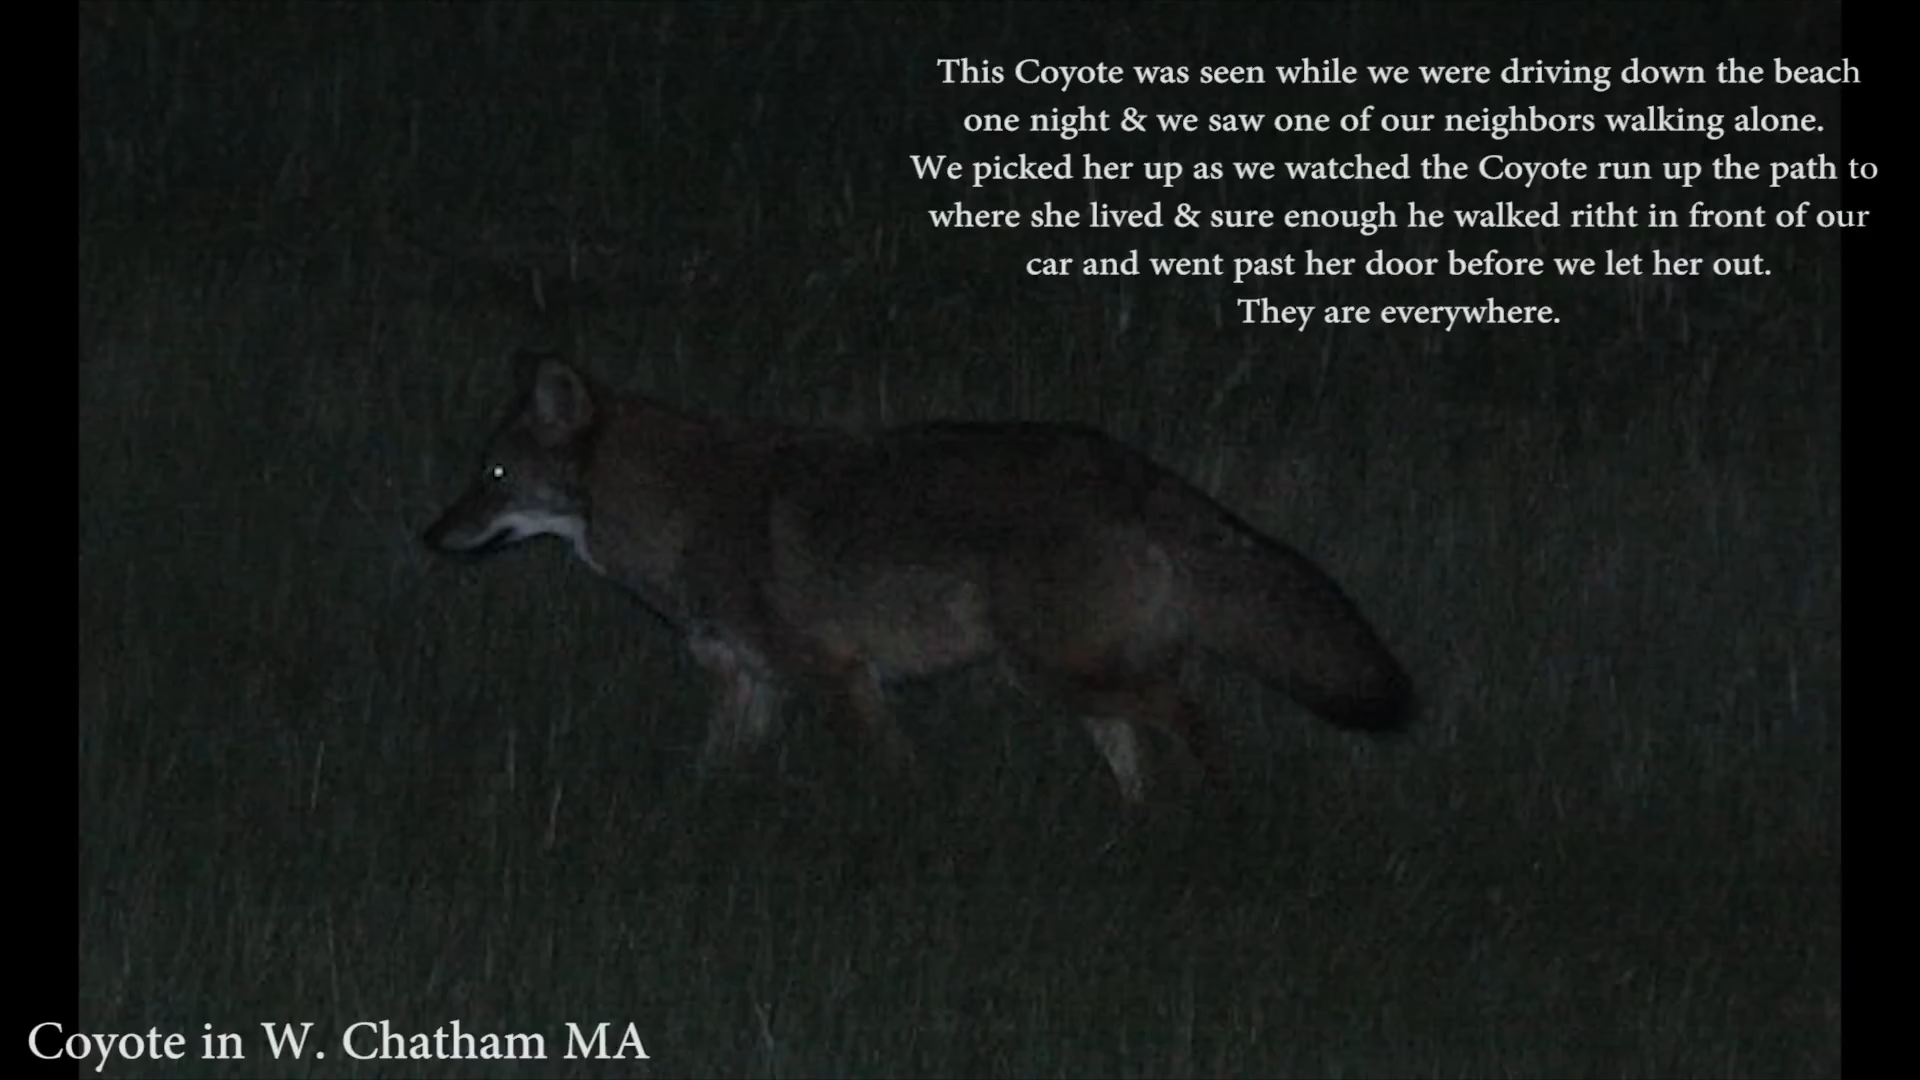 This Coyote was seen while we were driving down the beach
one night & we saw one of our neighbors walking alone.
We picked her up as we watched the Coyote run up the path to
where she lived & sure enough he walked ritht in front of our
car and went past her door before we let her out.
They are everywhere.
Coyote in W. Chatham MA